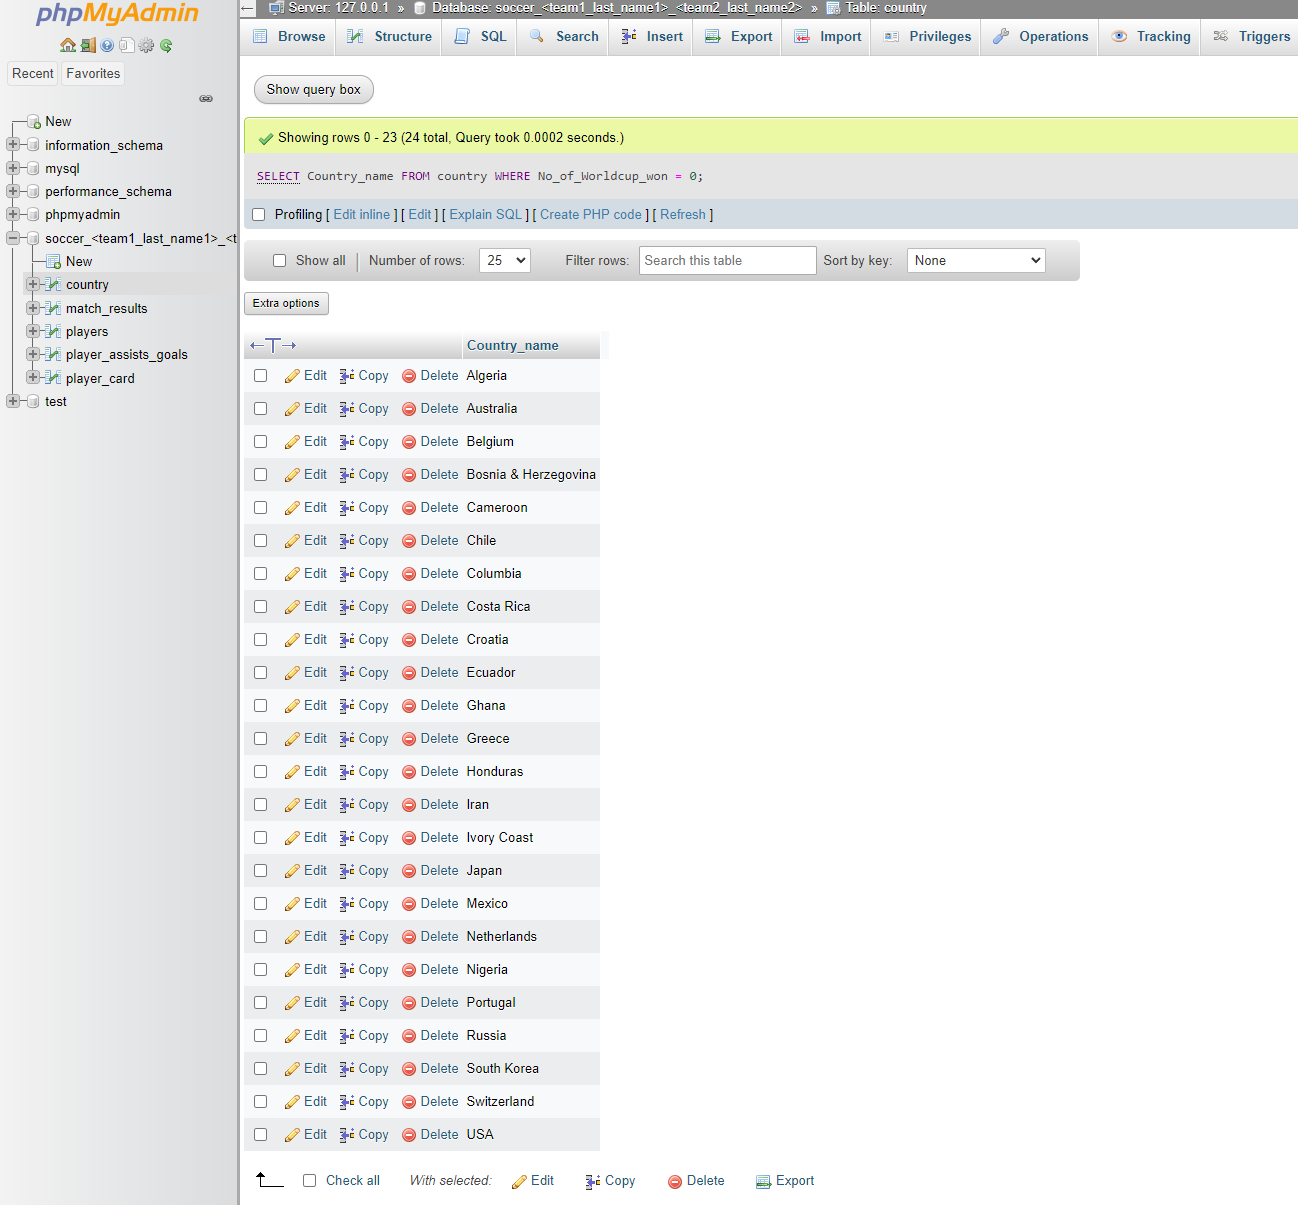 phpMyAdmin
Recent Favorites
New
information_schema
mysql
performance_schema
phpmyadmin
soccer_<team1_last_name1>_<t
New
country
match_results
players
player_assists_goals
player_card
test
Server: 127.0.0.1 » Database: soccer_<team1_last_name1>_<team2_last_name2> » Table: country
Browse Structure SQL Search Insert Export Import Privileges Operations Tracking Triggers
Show query box
Showing rows 0 - 23 (24 total, Query took 0.0002 seconds.)
SELECT Country_name FROM country WHERE No_of_Worldcup_won = 0;
Profiling [ Edit inline ] [ Edit ] [ Explain SQL ] [ Create PHP code ] [ Refresh ]
Show all Number of rows: 25 Filter rows: Search this table Sort by key: None
Extra options
Country_name
Edit Copy Delete Algeria
Edit Copy Delete Australia
Edit Copy Delete Belgium
Edit Copy Delete Bosnia & Herzegovina
Edit Copy Delete Cameroon
Edit Copy Delete Chile
Edit Copy Delete Columbia
Edit Copy Delete Costa Rica
Edit Copy Delete Croatia
Edit Copy Delete Ecuador
Edit Copy Delete Ghana
Edit Copy Delete Greece
Edit Copy Delete Honduras
Edit Copy Delete Iran
Edit Copy Delete Ivory Coast
Edit Copy Delete Japan
Edit Copy Delete Mexico
Edit Copy Delete Netherlands
Edit Copy Delete Nigeria
Edit Copy Delete Portugal
Edit Copy Delete Russia
Edit Copy Delete South Korea
Edit Copy Delete Switzerland
Edit Copy Delete USA
Check all With selected: Edit Copy Delete Export